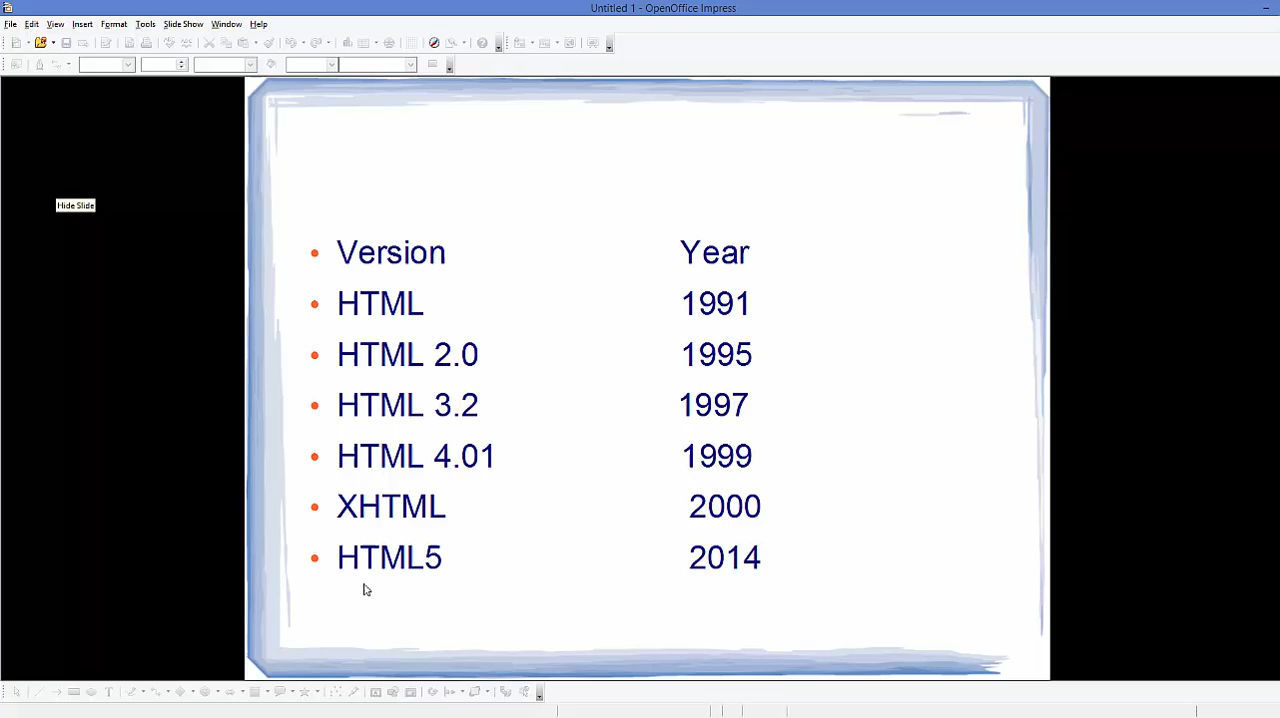 Untitled 1 - OpenOffice Impress
File Edit View Insert Format Tools Slide Show Window Help
Hide Slide
• Version Year
• HTML 1991
• HTML 2.0 1995
• HTML 3.2 1997
• HTML 4.01 1999
• XHTML 2000
• HTML5 2014